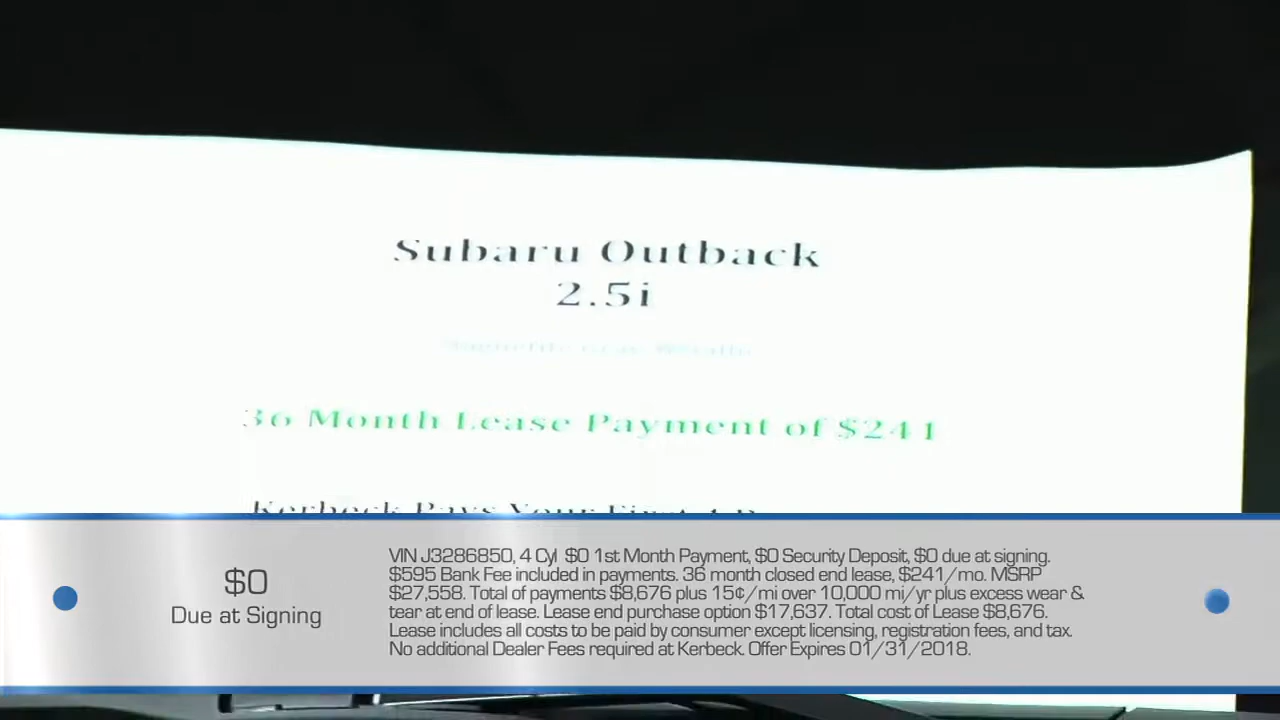 Subaru Outback
2.5i
36 Month Lease Payment of $241
Kerbeck Pays Your First
$0
Due at Signing
VIN J3286850, 4 Cyl $0 1st Month Payment, $0 Security Deposit, $0 due at signing.
$595 Bank Fee included in payments. 36 month closed end lease, $241/mo. MSRP
$27,558. Total of payments $8,676 plus 15¢/mi over 10,000 mi/yr plus excess wear &
tear at end of lease. Lease end purchase option $17,637. Total cost of Lease $8,676.
Lease includes all costs to be paid by consumer except licensing, registration fees, and tax.
No additional Dealer Fees required at Kerbeck. Offer Expires 01/31/2018.